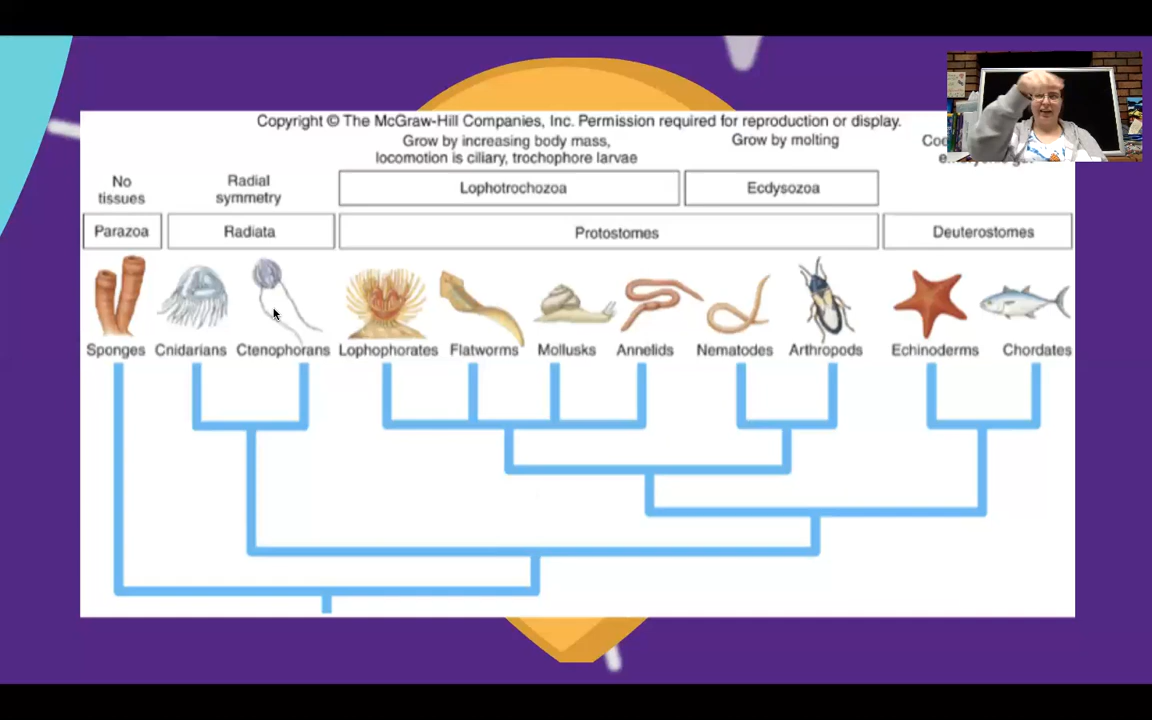 Copyright © The McGraw-Hill Companies, Inc. Permission required for reproduction or display.
Grow by increasing body mass,
locomotion is ciliary, trochophore larvae
Grow by molting
No
tissues
Radial
symmetry
Lophotrochozoa
Ecdysozoa
Parazoa
Radiata
Protostomes
Deuterostomes
Sponges
Cnidarians
Ctenophorans
Lophophorates
Flatworms
Mollusks
Annelids
Nematodes
Arthropods
Echinoderms
Chordates